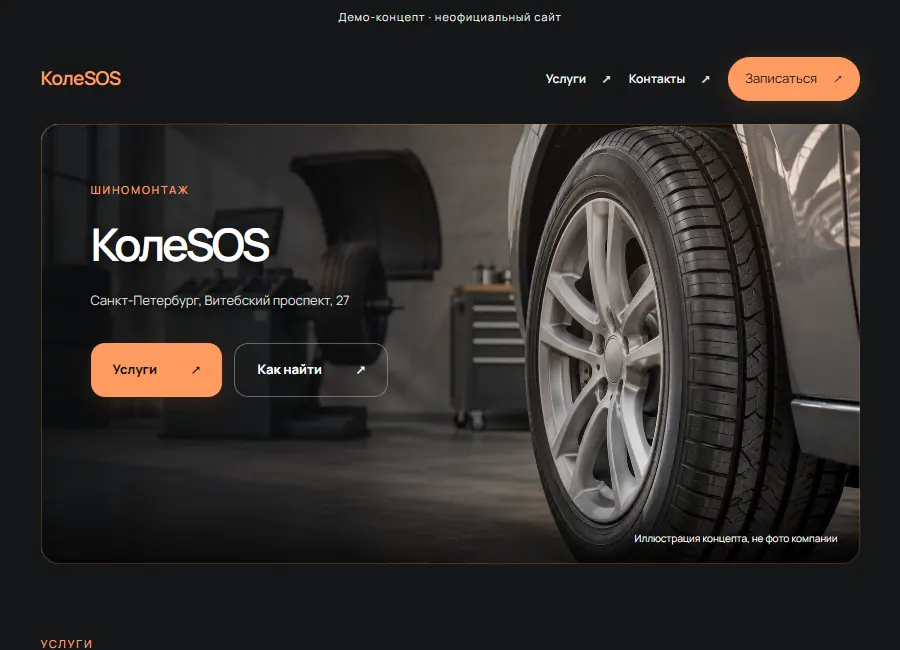 Демо-концепт · неофициальный сайт
КолеSOS
Услуги ↗ Контакты ↗ Записаться ↗
ШИНОМОНТАЖ
КолеSOS
Санкт-Петербург, Витебский проспект, 27
Услуги ↗ Как найти ↗
Иллюстрация концепта, не фото компании
УСЛУГИ